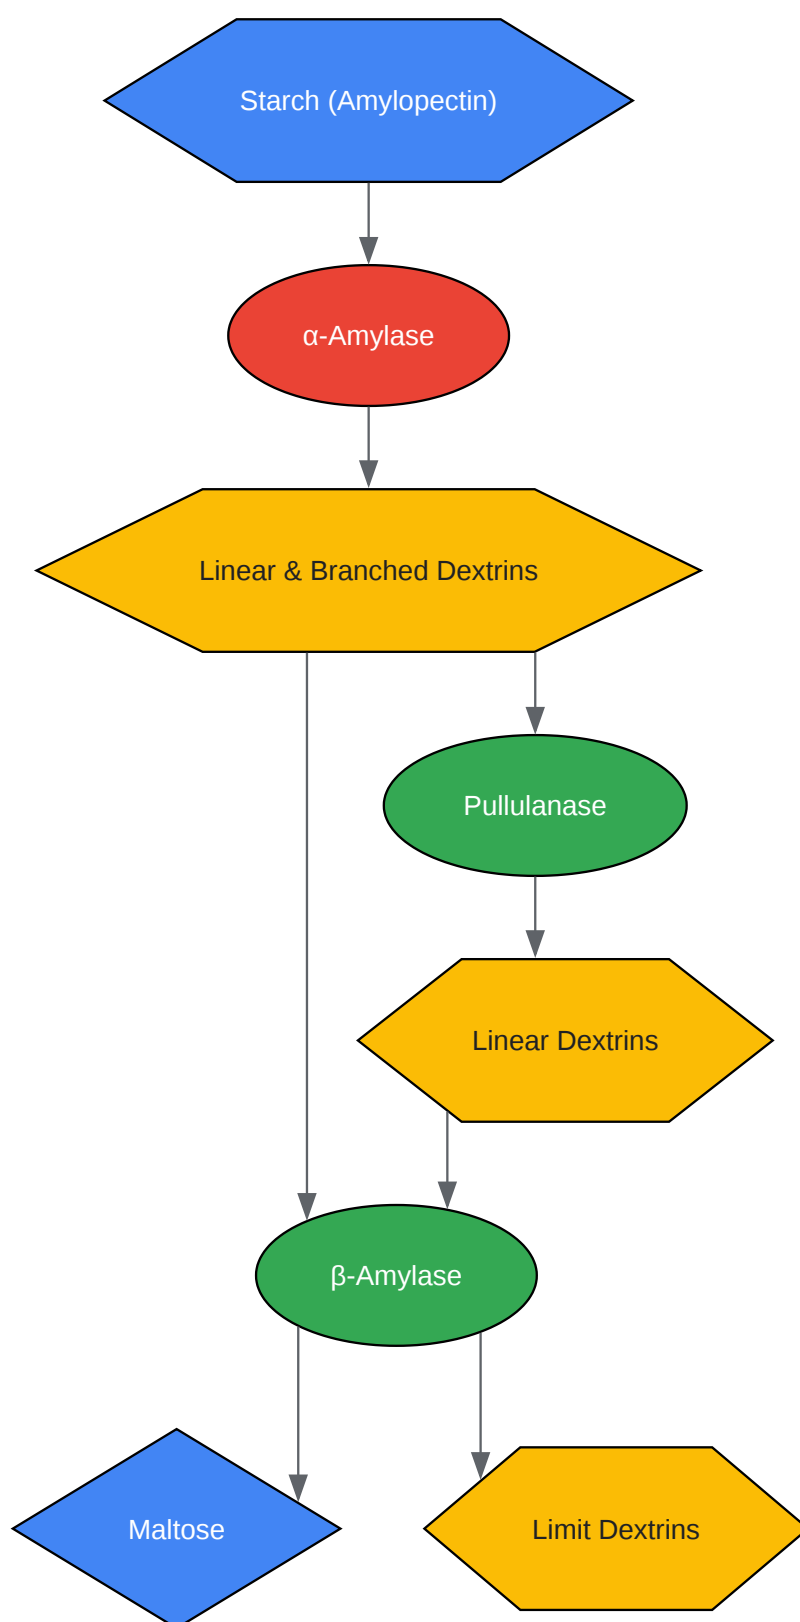 Starch (Amylopectin)
α-Amylase
Linear & Branched Dextrins
Pullulanase
Linear Dextrins
β-Amylase
Maltose
Limit Dextrins